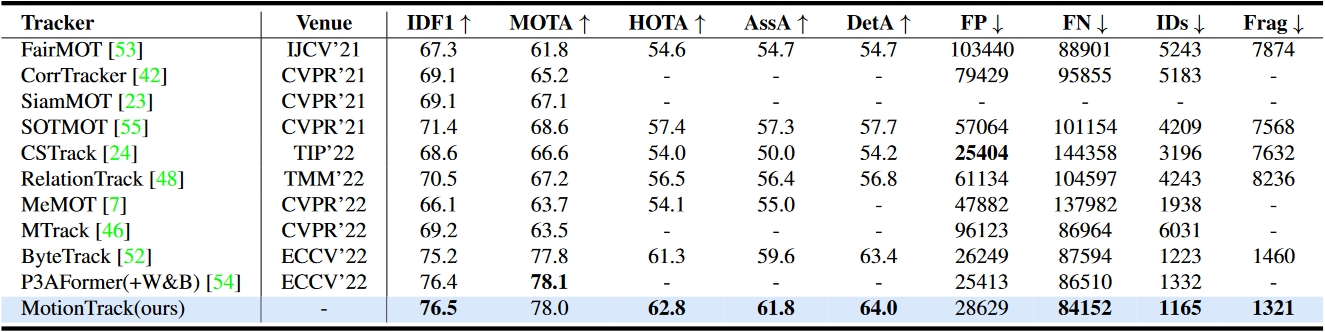 Tracker Venue IDF1 ↑ MOTA ↑ HOTA ↑ AssA ↑ DetA ↑ FP ↓ FN ↓ IDs ↓ Frag ↓
FairMOT [53] IJCV’21 67.3 61.8 54.6 54.7 54.7 103440 88901 5243 7874
CorrTracker [42] CVPR’21 69.1 65.2 - - - 79429 95855 5183 -
SiamMOT [23] CVPR’21 69.1 67.1 - - - - - - -
SOTMOT [55] CVPR’21 71.4 68.6 57.4 57.3 57.7 57064 101154 4209 7568
CSTrack [24] TIP’22 68.6 66.6 54.0 50.0 54.2 25404 144358 3196 7632
RelationTrack [48] TMM’22 70.5 67.2 56.5 56.4 56.8 61134 104597 4243 8236
MeMOT [7] CVPR’22 66.1 63.7 54.1 55.0 - 47882 137982 1938 -
MTrack [46] CVPR’22 69.2 63.5 - - - 96123 86964 6031 -
ByteTrack [52] ECCV’22 75.2 77.8 61.3 59.6 63.4 26249 87594 1223 1460
P3AFormer(+W&B) [54] ECCV’22 76.4 78.1 - - - 25413 86510 1332 -
MotionTrack(ours) - 76.5 78.0 62.8 61.8 64.0 28629 84152 1165 1321